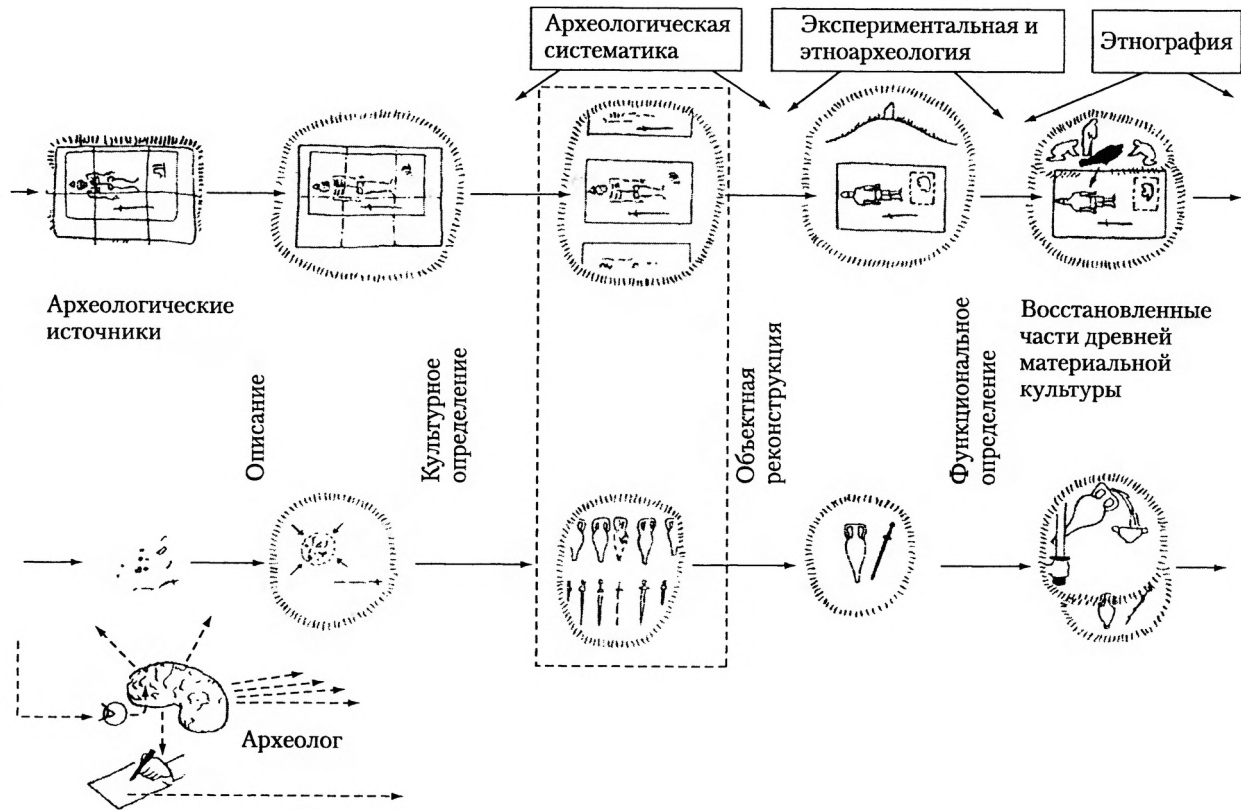 Археологическая
систематика
Экспериментальная и
этноархеология
Этнография
Археологические
источники
Описание
Культурное
определение
Объектная
реконструкция
Функциональное
определение
Восстановленные
части древней
материальной
культуры
Археолог